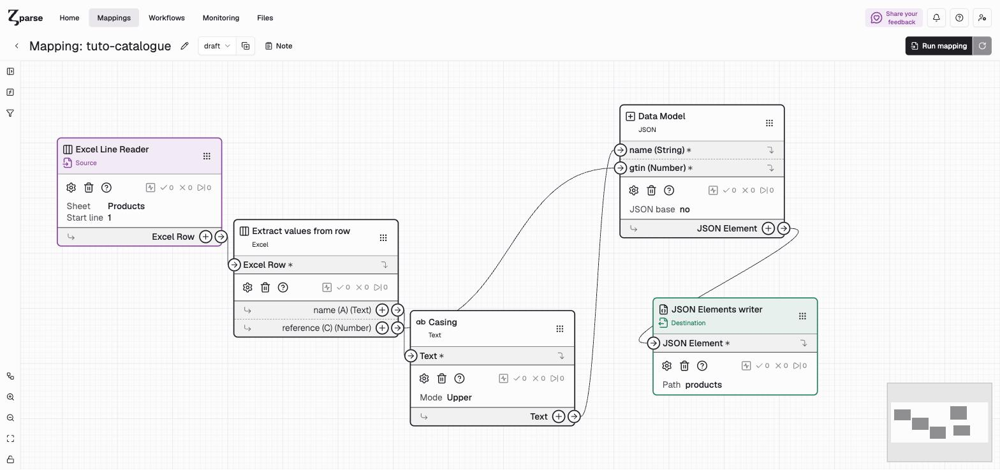 Zparse
Home
Mappings
Workflows
Monitoring
Files
Share your
feedback
Mapping: tuto-catalogue
draft
Note
Run mapping
Excel Line Reader
Source
0 0 0
Sheet Products
Start line 1
Excel Row
Extract values from row
Excel
Excel Row *
0 0 0
name (A) (Text)
reference (C) (Number)
ab Casing
Text
Text *
0 0 0
Mode Upper
Text
Data Model
JSON
name (String) *
gtin (Number) *
0 0 0
JSON base no
JSON Element
JSON Elements writer
Destination
JSON Element *
0 0 0
Path products